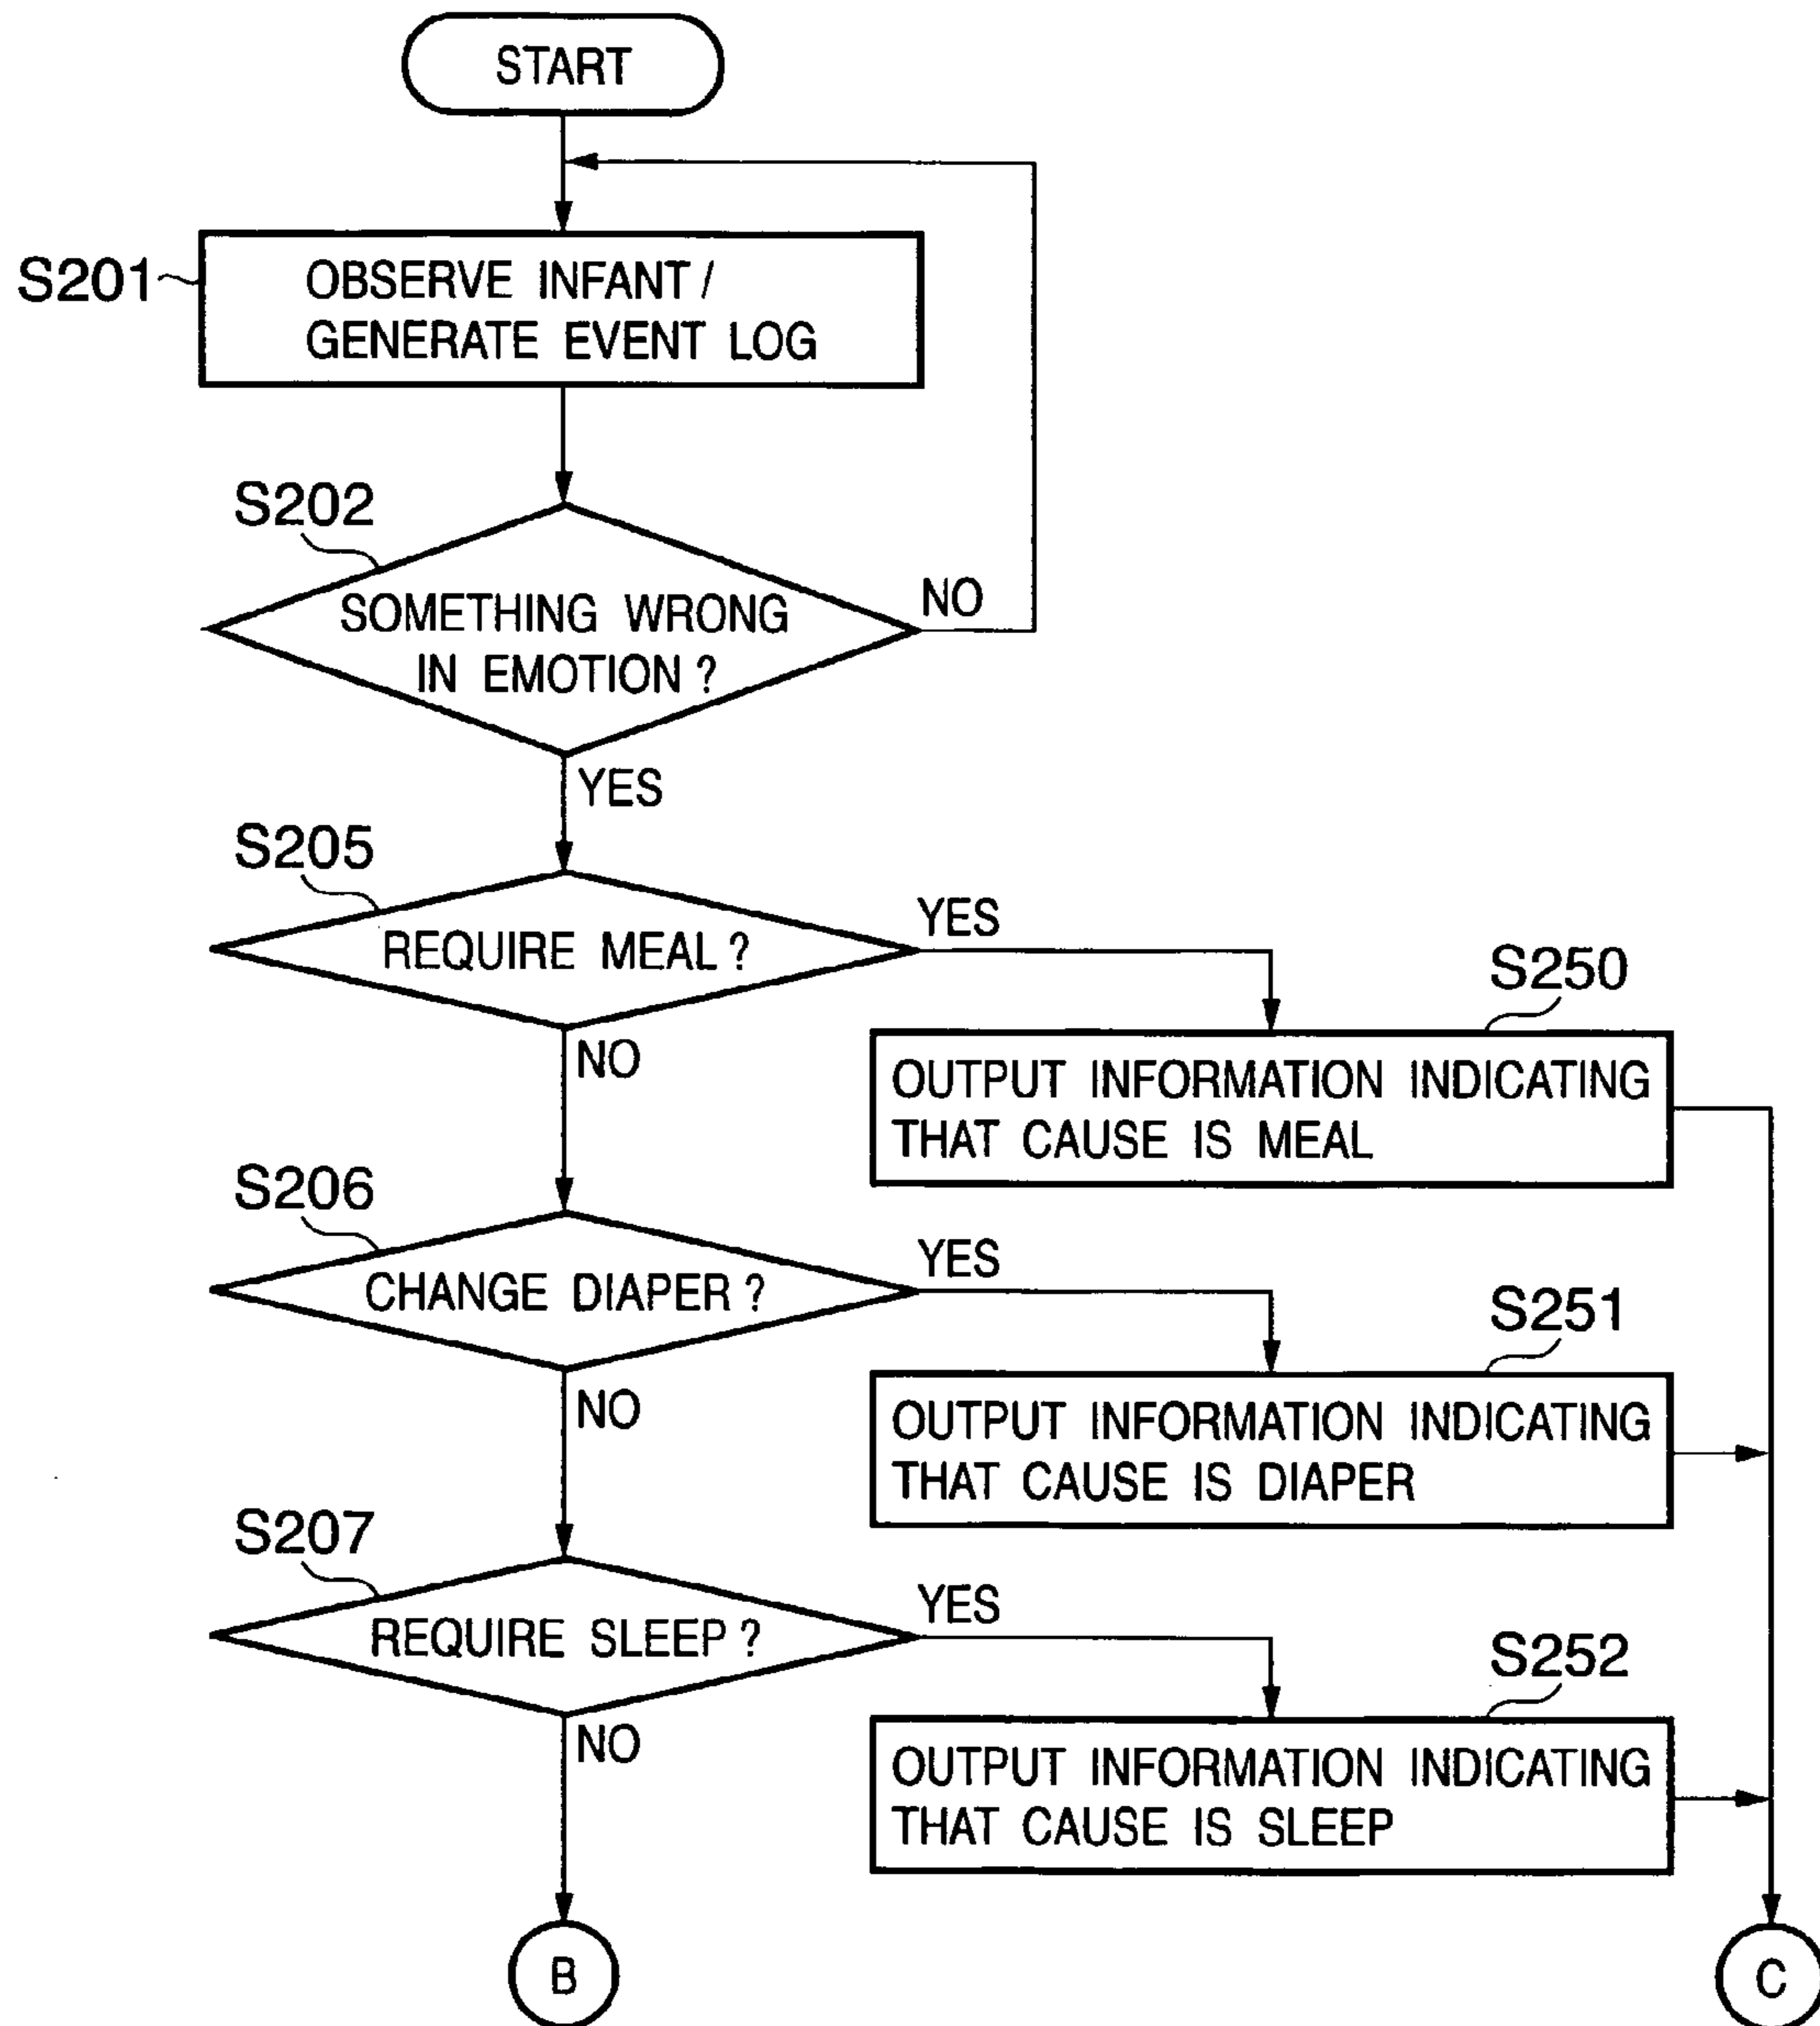 START
S201
OBSERVE INFANT /
GENERATE EVENT LOG
S202
SOMETHING WRONG
IN EMOTION ?
NO
YES
S205
REQUIRE MEAL ?
YES
NO
S250
OUTPUT INFORMATION INDICATING
THAT CAUSE IS MEAL
S206
CHANGE DIAPER ?
YES
NO
S251
OUTPUT INFORMATION INDICATING
THAT CAUSE IS DIAPER
S207
REQUIRE SLEEP ?
YES
NO
S252
OUTPUT INFORMATION INDICATING
THAT CAUSE IS SLEEP
B
C